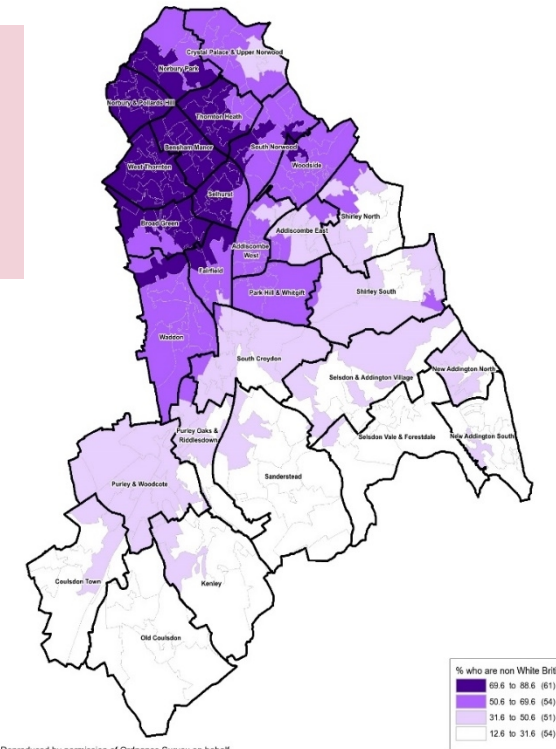 Crystal Palace & Upper Norwood
Norbury Park
Norbury & Pollards Hill
Thornton Heath
Bensham Manor
South Norwood
West Thornton
Woodside
Selhurst
Broad Green
Shirley North
Addiscombe East
Addiscombe
West
Fairfield
Park Hill & Whitgift
Shirley South
Waddon
South Croydon
New Addington North
Selsdon & Addington Village
Purley Oaks &
Riddlesdown
Selsdon Vale & Forestdale
New Addington South
Sanderstead
Purley & Woodcote
Coulsdon Town
Kenley
Old Coulsdon
% who are non White Briti
69.6 to 88.6 (61)
50.6 to 69.6 (54)
31.6 to 50.6 (51)
12.6 to 31.6 (54)
Reproduced by permission of Ordnance Survey on behalf